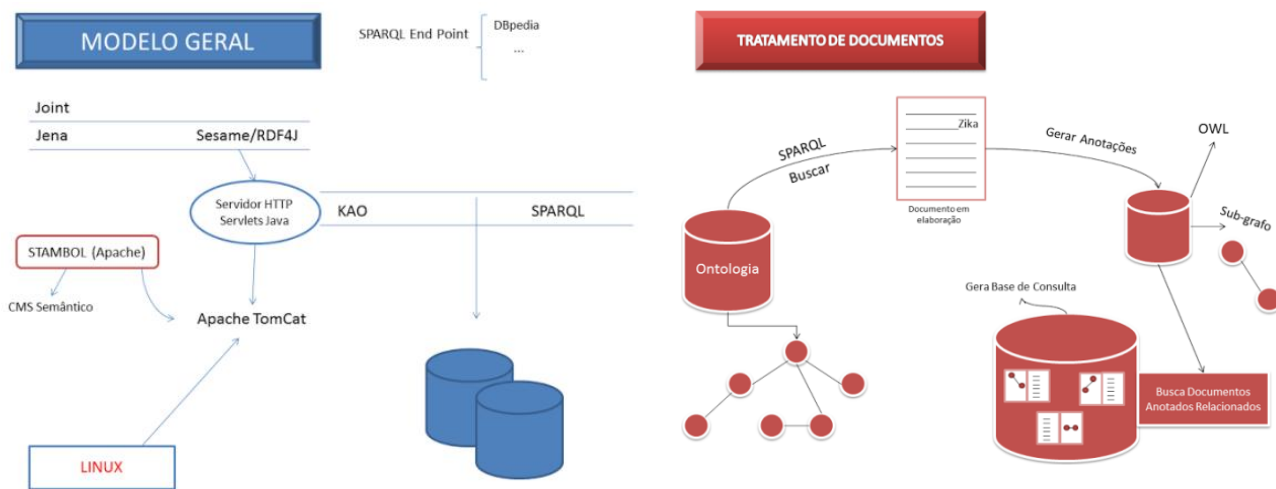 MODELO GERAL
SPARQL End Point
DBpedia
...
Joint
Jena
Sesame/RDF4J
Servidor HTTP
Servlets Java
KAO
SPARQL
STAMBOL (Apache)
CMS Semântico
Apache TomCat
LINUX
TRATAMENTO DE DOCUMENTOS
SPARQL
Buscar
Zika
Documento em
elaboração
Gerar Anotações
OWL
Sub-grafo
Ontologia
Gera Base de Consulta
Busca Documentos
Anotados Relacionados